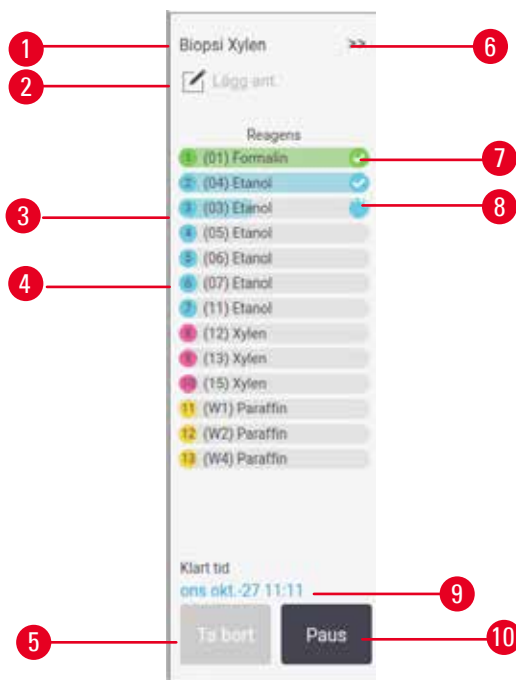 1 Biopsi Xylen >> 6
2 Lägg ant.
Reagens
1 (01) Formalin 7
2 (04) Etanol
3 3 (03) Etanol 8
4 (05) Etanol
5 (06) Etanol
4 6 (07) Etanol
7 (11) Etanol
8 (12) Xylen
9 (13) Xylen
10 (15) Xylen
11 (W1) Paraffin
12 (W2) Paraffin
13 (W4) Paraffin
Klart tid
ons okt.-27 11:11 9
5 Ta bort Paus 10